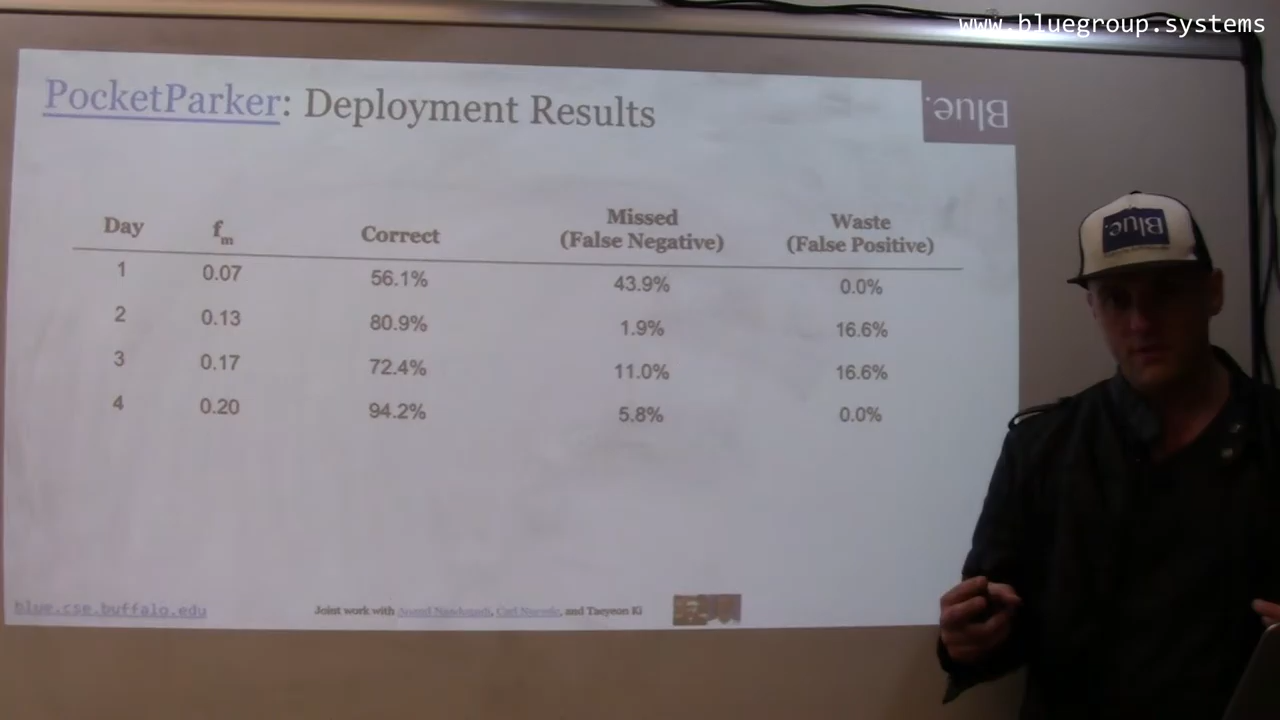 www.bluegroup.systems
PocketParker: Deployment Results
Blue.
Day f_m Correct Missed (False Negative) Waste (False Positive)
1 0.07 56.1% 43.9% 0.0%
2 0.13 80.9% 1.9% 16.6%
3 0.17 72.4% 11.0% 16.6%
4 0.20 94.2% 5.8% 0.0%
Blue.
blue.cse.buffalo.edu
Joint work with and Taeyeon Ki